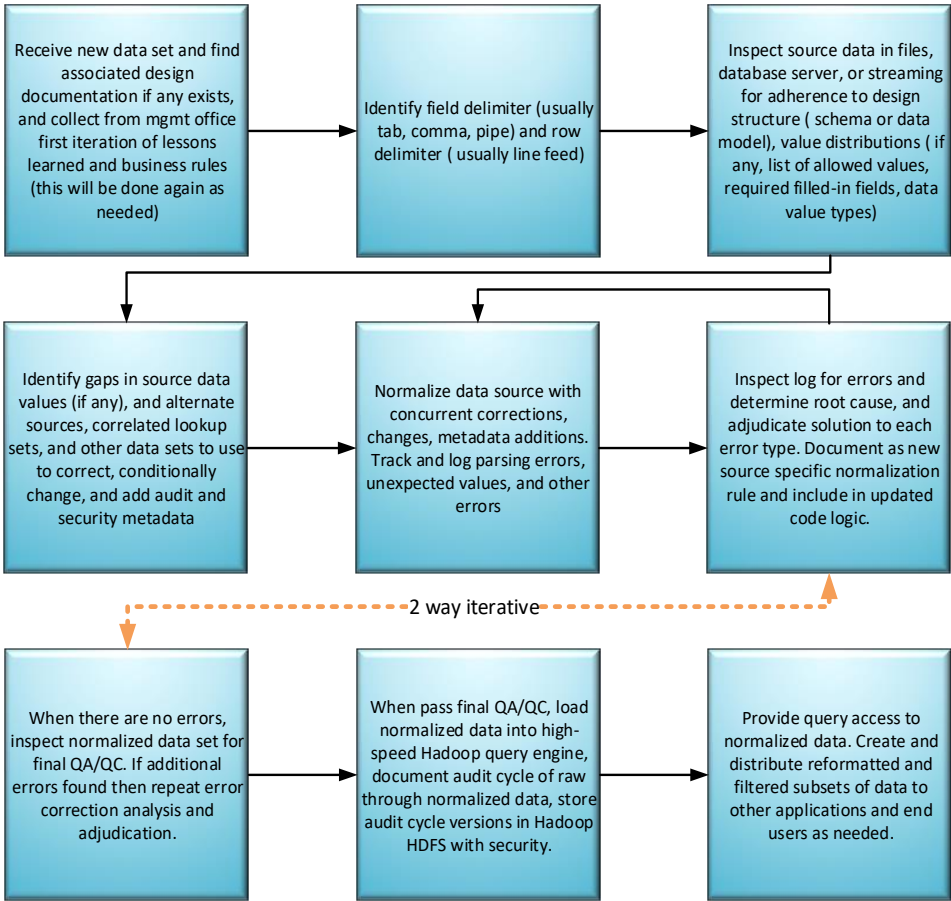 Receive new data set and find
associated design
documentation if any exists,
and collect from mgmt office
first iteration of lessons
learned and business rules
(this will be done again as
needed)
Identify field delimiter (usually
tab, comma, pipe) and row
delimiter ( usually line feed)
Inspect source data in files,
database server, or streaming
for adherence to design
structure ( schema or data
model), value distributions ( if
any, list of allowed values,
required filled-in fields, data
value types)
Identify gaps in source data
values (if any), and alternate
sources, correlated lookup
sets, and other data sets to use
to correct, conditionally
change, and add audit and
security metadata
Normalize data source with
concurrent corrections,
changes, metadata additions.
Track and log parsing errors,
unexpected values, and other
errors
Inspect log for errors and
determine root cause, and
adjudicate solution to each
error type. Document as new
source specific normalization
rule and include in updated
code logic.
2 way iterative
When there are no errors,
inspect normalized data set for
final QA/QC. If additional
errors found then repeat error
correction analysis and
adjudication.
When pass final QA/QC, load
normalized data into high-
speed Hadoop query engine,
document audit cycle of raw
through normalized data, store
audit cycle versions in Hadoop
HDFS with security.
Provide query access to
normalized data. Create and
distribute reformatted and
filtered subsets of data to
other applications and end
users as needed.